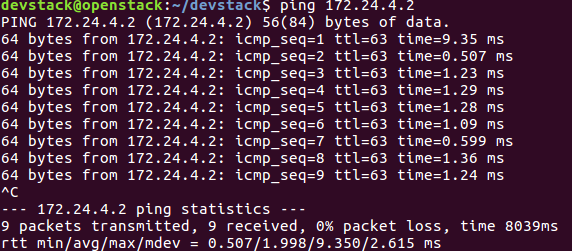 devstack@openstack:~/devstack$ ping 172.24.4.2
PING 172.24.4.2 (172.24.4.2) 56(84) bytes of data.
64 bytes from 172.24.4.2: icmp_seq=1 ttl=63 time=9.35 ms
64 bytes from 172.24.4.2: icmp_seq=2 ttl=63 time=0.507 ms
64 bytes from 172.24.4.2: icmp_seq=3 ttl=63 time=1.23 ms
64 bytes from 172.24.4.2: icmp_seq=4 ttl=63 time=1.29 ms
64 bytes from 172.24.4.2: icmp_seq=5 ttl=63 time=1.28 ms
64 bytes from 172.24.4.2: icmp_seq=6 ttl=63 time=1.09 ms
64 bytes from 172.24.4.2: icmp_seq=7 ttl=63 time=0.599 ms
64 bytes from 172.24.4.2: icmp_seq=8 ttl=63 time=1.36 ms
64 bytes from 172.24.4.2: icmp_seq=9 ttl=63 time=1.24 ms
^C
--- 172.24.4.2 ping statistics ---
9 packets transmitted, 9 received, 0% packet loss, time 8039ms
rtt min/avg/max/mdev = 0.507/1.998/9.350/2.615 ms